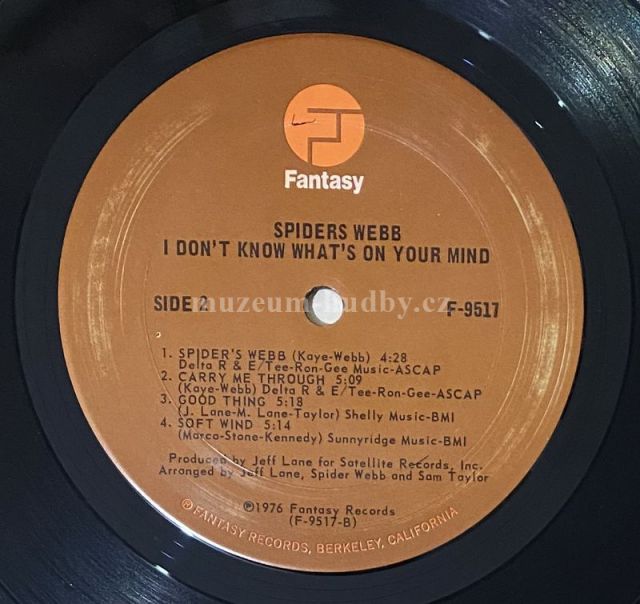 Fantasy
SPIDERS WEBB
I DON'T KNOW WHAT'S ON YOUR MIND
SIDE 2
muzeum-hudby.cz
F-9517
1. SPIDER'S WEBB (Kaye-Webb) 4:28
Delta R & E/Tee-Ron-Gee Music-ASCAP
2. CARRY ME THROUGH 5:09
(Kaye-Webb) Delta R & E/Tee-Ron-Gee-ASCAP
3. GOOD THING 5:18
(J. Lane-M. Lane-Taylor) Shelly Music-BMI
4. SOFT WIND 5:14
(Marco-Stone-Kennedy) Sunnyridge Music-BMI
Produced by Jeff Lane for Satellite Records, Inc.
Arranged by Jeff Lane, Spider Webb and Sam Taylor
℗1976 Fantasy Records
(F-9517-B)
® FANTASY RECORDS, BERKELEY, CALIFORNIA